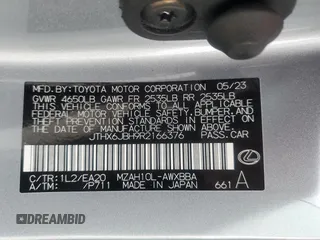 MFD.BY:TOYOTA MOTOR CORPORATION 05/23
GVWR 4650LB GAWR FR 2535LB RR 2535LB
THIS VEHICLE CONFORMS TO ALL APPLICABLE
FEDERAL MOTOR VEHICLE SAFETY, BUMPER, AND
THEFT PREVENTION STANDARDS IN EFFECT ON
THE DATE OF MANUFACTURE SHOWN ABOVE.
JTHX6JBH9R2166376 PASS.CAR
C/TR:1L2/EA20 MZAH10L-AWXBBA
A/TM: /P711 MADE IN JAPAN 661 A
DREAMBID